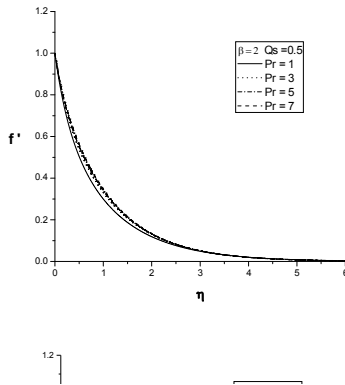 1.2
1.0
0.8
0.6
0.4
0.2
0.0
f '
β=2 Qs=0.5
Pr = 1
Pr = 3
Pr = 5
Pr = 7
0 1 2 3 4 5 6
η
1.2